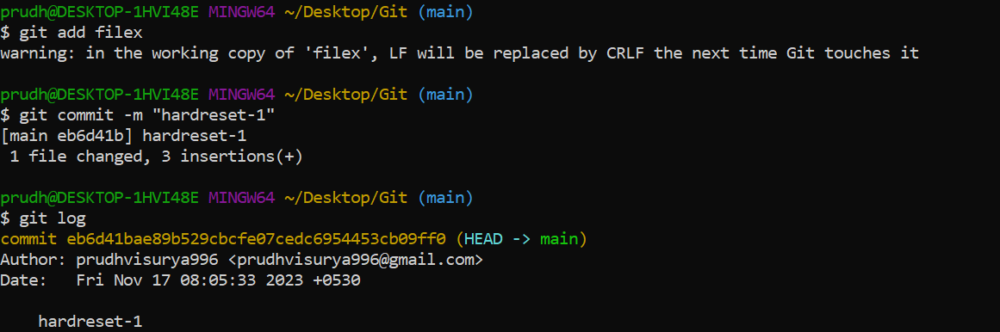 prudh@DESKTOP-1HVI48E MINGW64 ~/Desktop/Git (main)
$ git add filex
warning: in the working copy of 'filex', LF will be replaced by CRLF the next time Git touches it
prudh@DESKTOP-1HVI48E MINGW64 ~/Desktop/Git (main)
$ git commit -m "hardreset-1"
[main eb6d41b] hardreset-1
 1 file changed, 3 insertions(+)
prudh@DESKTOP-1HVI48E MINGW64 ~/Desktop/Git (main)
$ git log
commit eb6d41bae89b529cbcfe07cedc6954453cb09ff0 (HEAD -> main)
Author: prudhvisurya996 <prudhvisurya996@gmail.com>
Date:   Fri Nov 17 08:05:33 2023 +0530
    hardreset-1